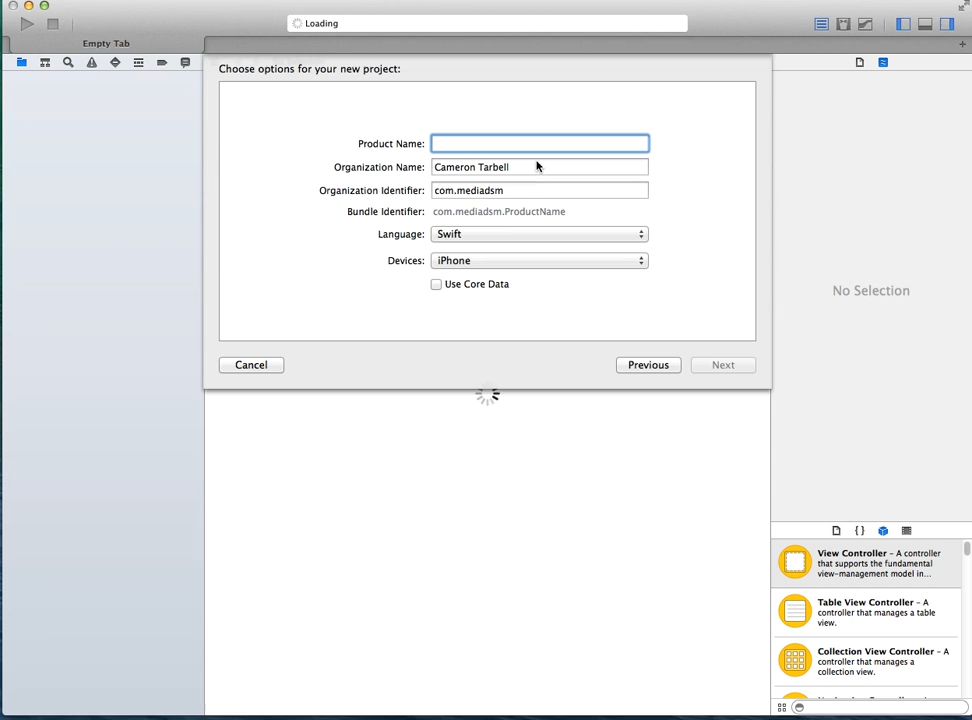 Loading
Empty Tab
Choose options for your new project:
Product Name:
Organization Name: Cameron Tarbell
Organization Identifier: com.mediadsm
Bundle Identifier: com.mediadsm.ProductName
Language: Swift
Devices: iPhone
Use Core Data
Cancel
Previous
Next
No Selection
View Controller - A controller
that supports the fundamental
view-management model in...
Table View Controller - A
controller that manages a table
view.
Collection View Controller - A
controller that manages a
collection view.